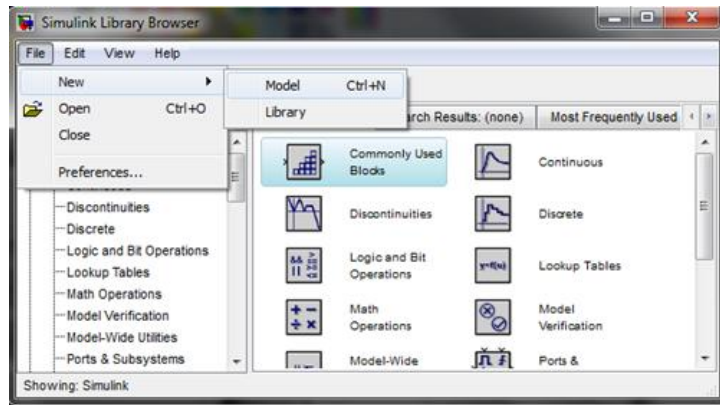 Simulink Library Browser
File Edit View Help
New
Open Ctrl+O
Close
Preferences...
Model Ctrl+N
Library
arch Results: (none) Most Frequently Used
Discontinuities
Discrete
Logic and Bit Operations
Lookup Tables
Math Operations
Model Verification
Model-Wide Utilities
Ports & Subsystems
Commonly Used
Blocks
Continuous
Discontinuities
Discrete
Logic and Bit
Operations
y=f(u)
Lookup Tables
Math
Operations
Model
Verification
Model-Wide
Ports &
Showing: Simulink